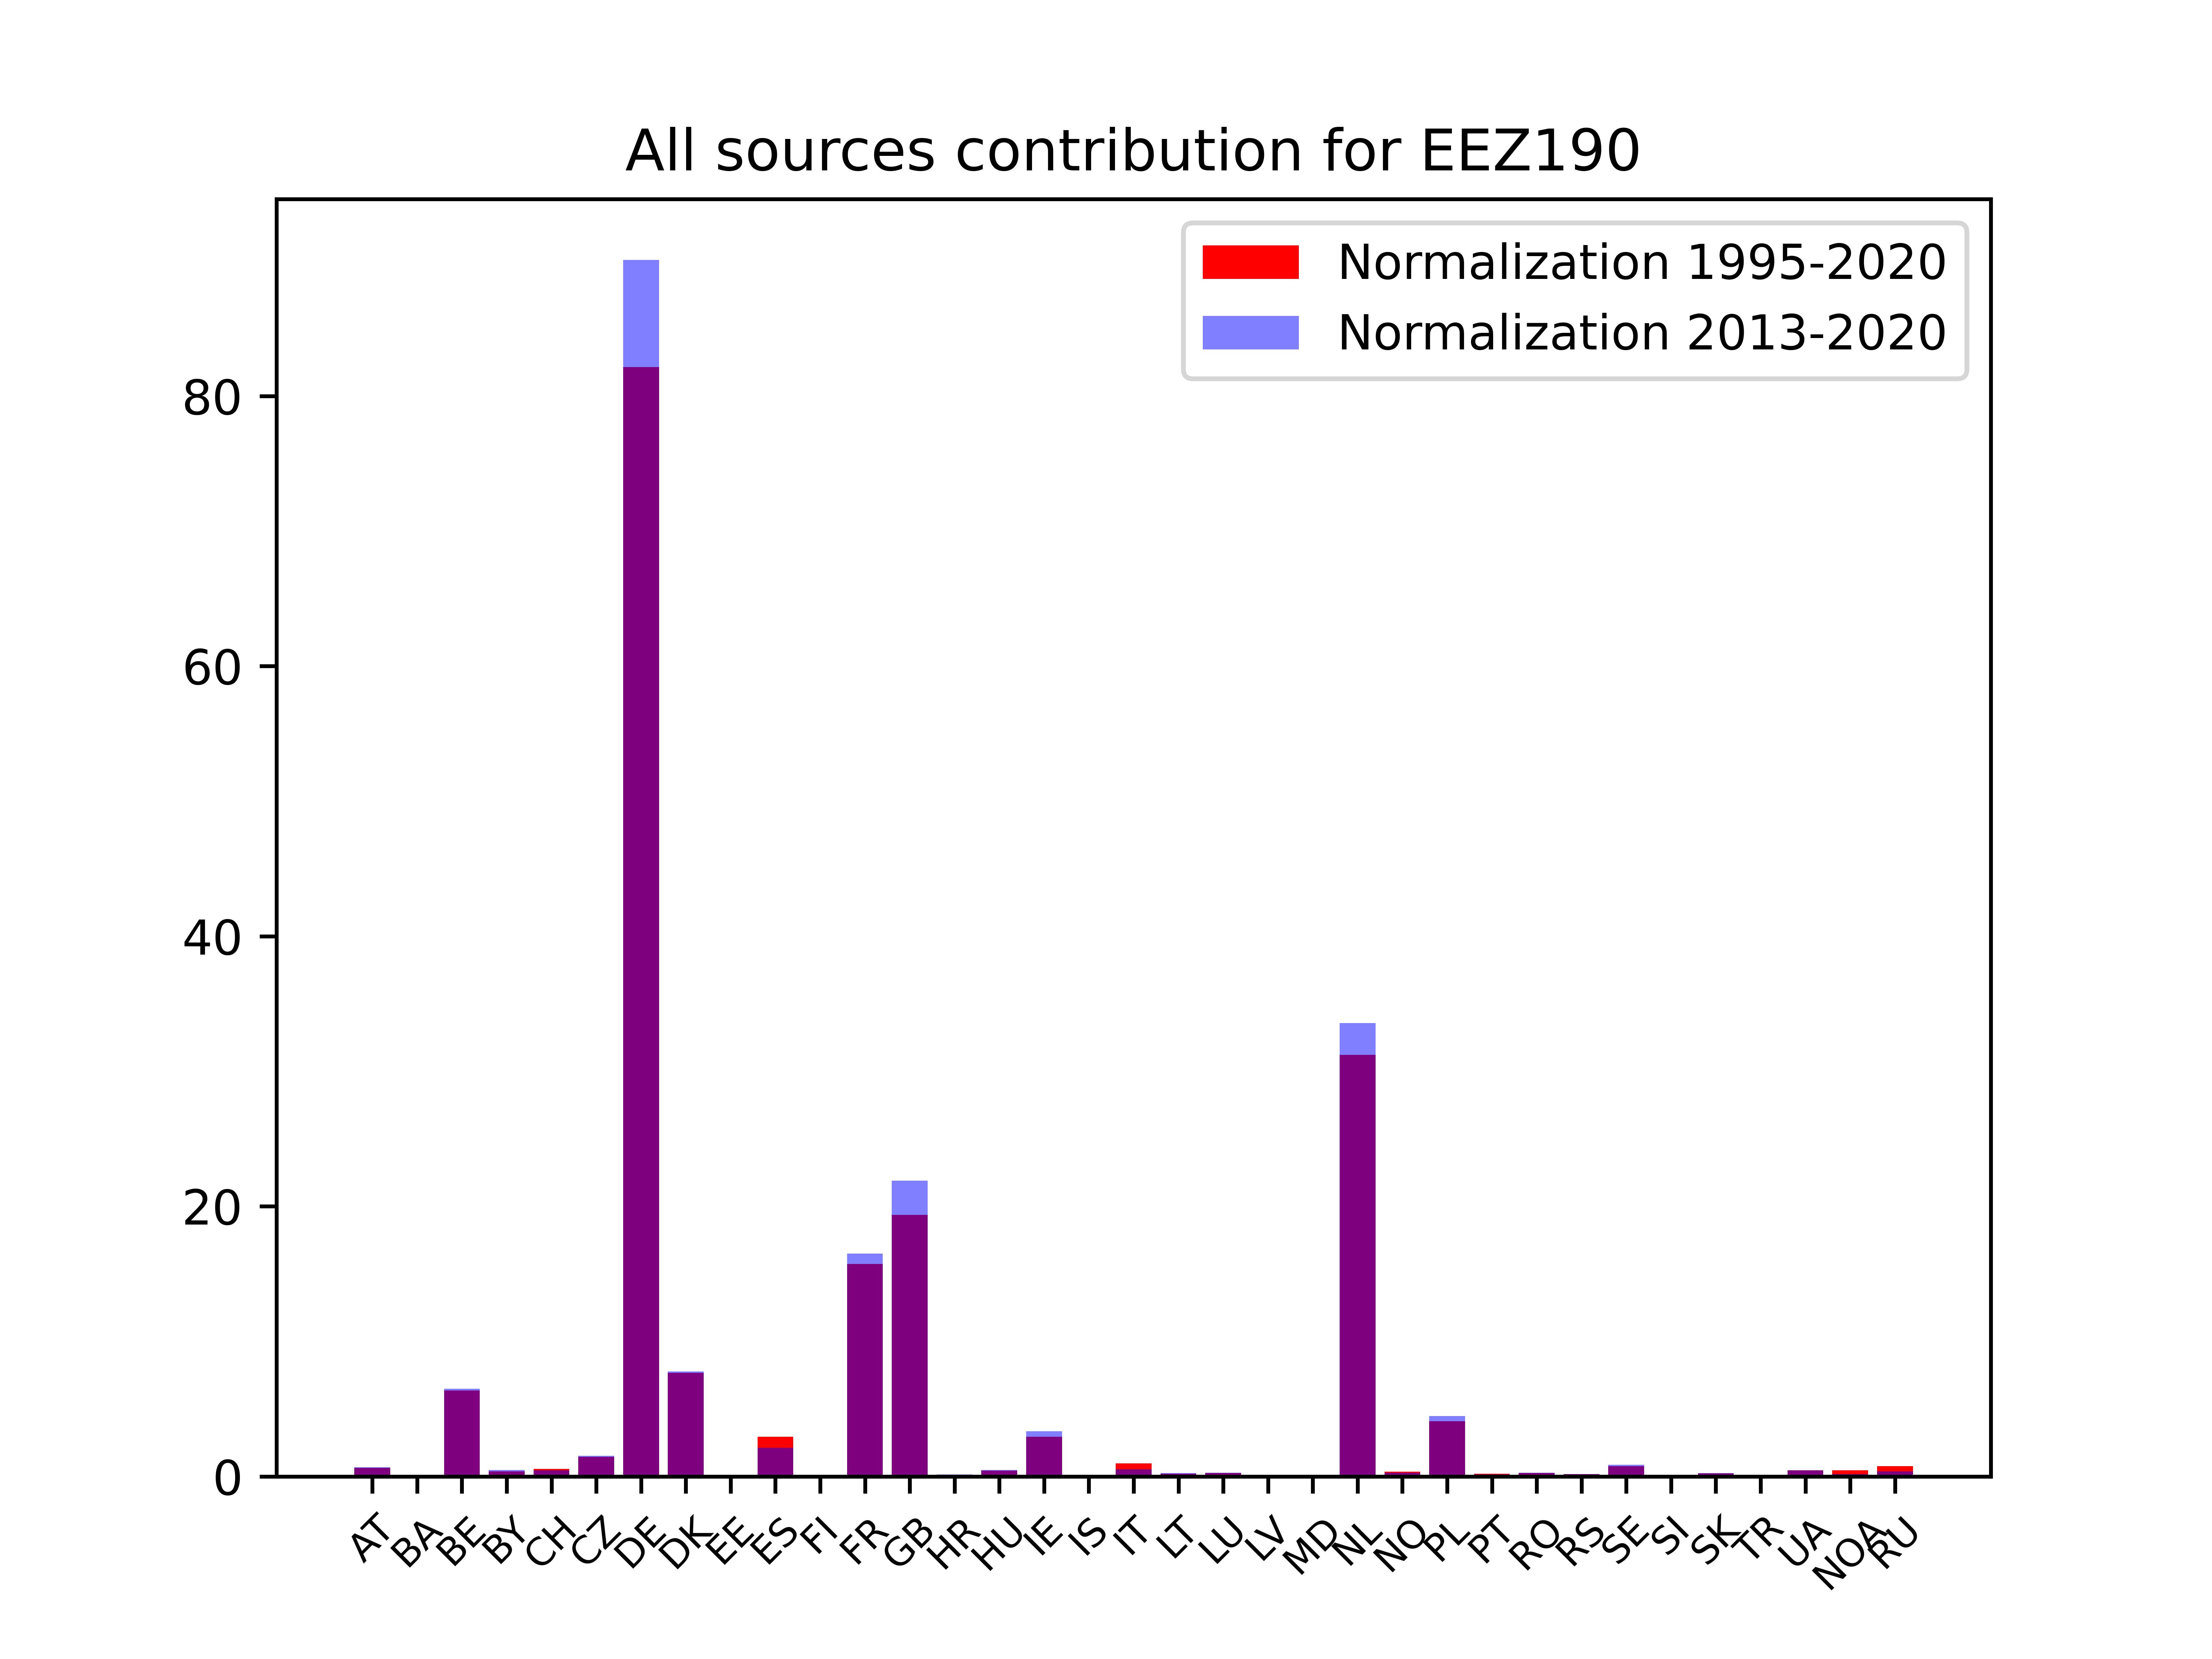 All sources contribution for EEZ190
Normalization 1995-2020
Normalization 2013-2020
80
60
40
20
0
AT BA BE BY CH CZ DE DK EE ES FI FR GB HR HU IE IS IT LT LU LV MD NL NO PL PT RO RS SE SI SK TR UA NOA RU